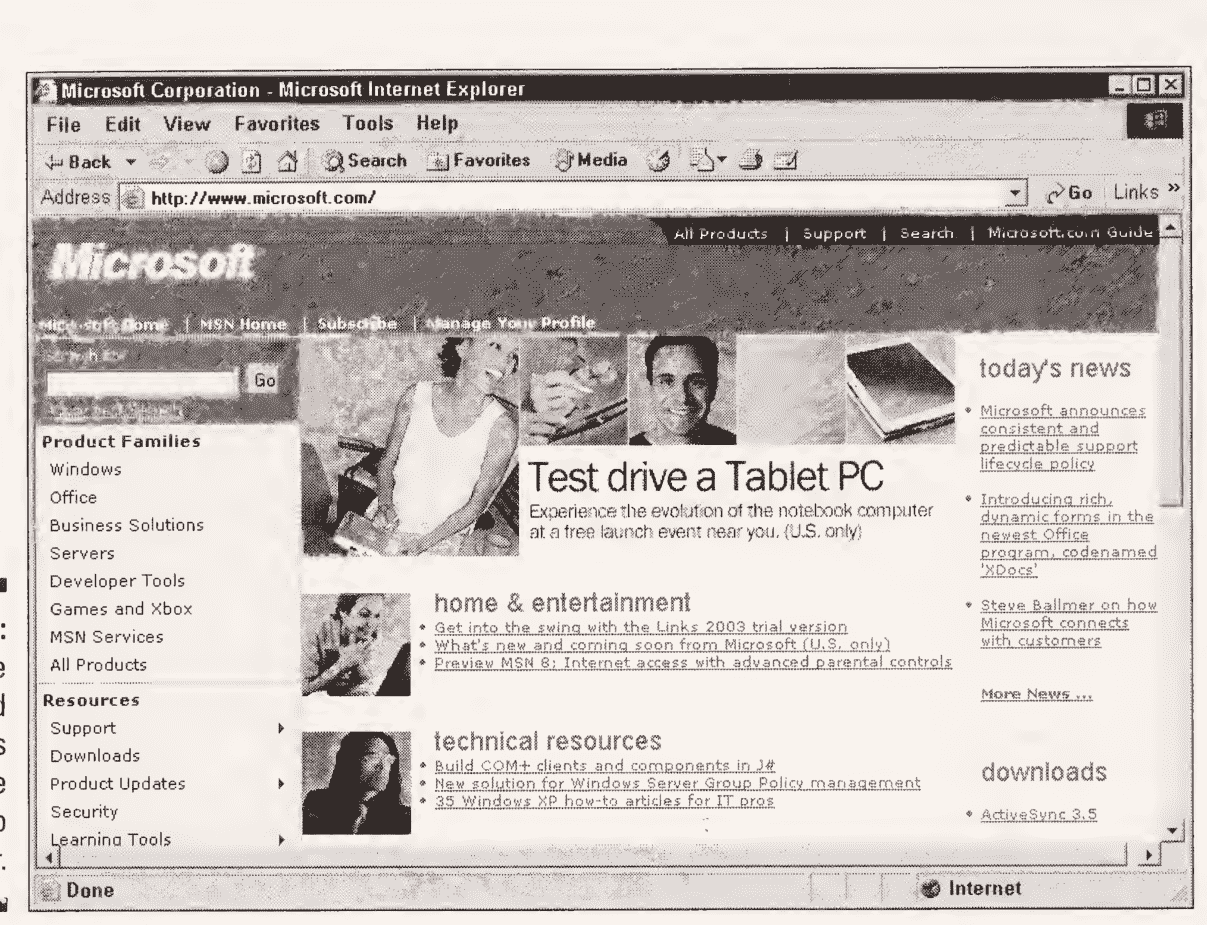 Microsoft Corporation - Microsoft Internet Explorer
File Edit View Favorites Tools Help
Back Search Favorites Media
Address http://www.microsoft.com/ Go Links »
All Products | Support | Search | Microsoft.com Guide
Microsoft
Microsoft Home | MSN Home | Subscribe | Manage Your Profile
Go
Product Families
Windows
Office
Business Solutions
Servers
Developer Tools
Games and Xbox
MSN Services
All Products
Resources
Support
Downloads
Product Updates
Security
Learning Tools
Test drive a Tablet PC
Experience the evolution of the notebook computer
at a free launch event near you. (U.S. only)
home & entertainment
• Get into the swing with the Links 2003 trial version
• What's new and coming soon from Microsoft (U.S. only)
• Preview MSN 8: Internet access with advanced parental controls
technical resources
• Build COM+ clients and components in J#
• New solution for Windows Server Group Policy management
• 35 Windows XP how-to articles for IT pros
today's news
• Microsoft announces
consistent and
predictable support
lifecycle policy
• Introducing rich,
dynamic forms in the
newest Office
program, codenamed
'XDocs'
• Steve Ballmer on how
Microsoft connects
with customers
More News ...
downloads
• ActiveSync 3.5
Done Internet